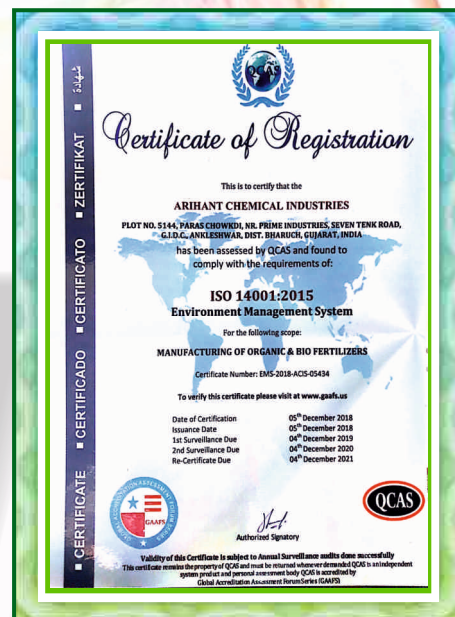 QCAS
Certificate of Registration
This is to certify that the
ARIHANT CHEMICAL INDUSTRIES
PLOT NO. 5144, PARAS CHOWKDI, NR. PRIME INDUSTRIES, SEVEN TENK ROAD,
G.I.D.C., ANKLESHWAR, DIST. BHARUCH, GUJARAT, INDIA
has been assessed by QCAS and found to
comply with the requirements of:
ISO 14001:2015
Environment Management System
For the following scope:
MANUFACTURING OF ORGANIC & BIO FERTILIZERS
Certificate Number: EMS-2018-ACIS-05434
To verify this certificate please visit at www.gaafs.us
Date of Certification 05th December 2018
Issuance Date 05th December 2018
1st Surveillance Due 04th December 2019
2nd Surveillance Due 04th December 2020
Re-Certificate Due 04th December 2021
GLOBAL ACCREDITATION ASSESSMENT FORUM SERIES
GAAFS
Authorized Signatory
QCAS
Validity of this Certificate is subject to Annual Surveillance audits done successfully
This certificate remains the property of QCAS and must be returned whenever demanded QCAS is an independent
system product and personal assessment body QCAS is accredited by
Global Accreditation Assessment Forum Series (GAAFS)
■ CERTIFICATE ■ CERTIFICADO ■ CERTIFICATO ■ ZERTIFIKAT ■ شهادة